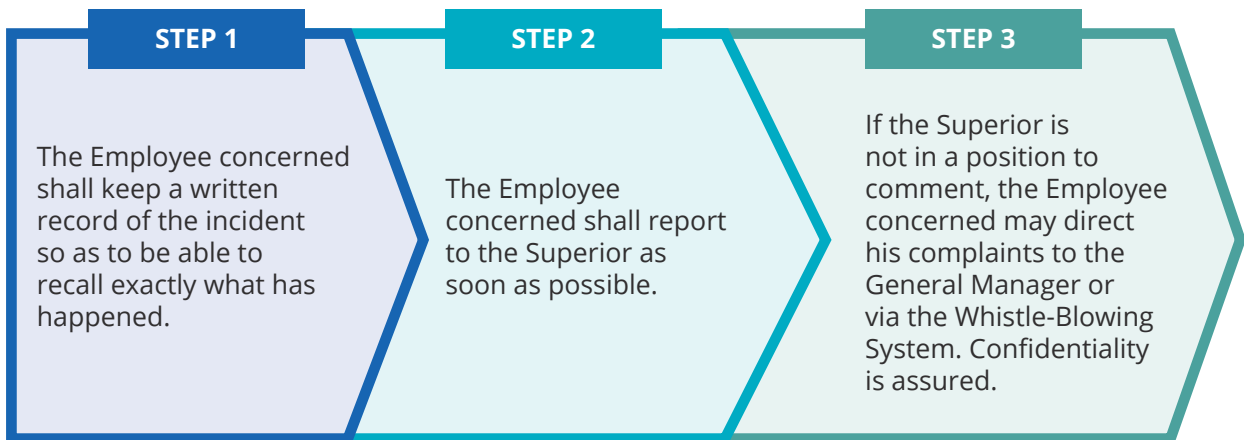 STEP 1
The Employee concerned
shall keep a written
record of the incident
so as to be able to
recall exactly what has
happened.
STEP 2
The Employee
concerned shall report
to the Superior as
soon as possible.
STEP 3
If the Superior is
not in a position to
comment, the Employee
concerned may direct
his complaints to the
General Manager or
via the Whistle-Blowing
System. Confidentiality
is assured.